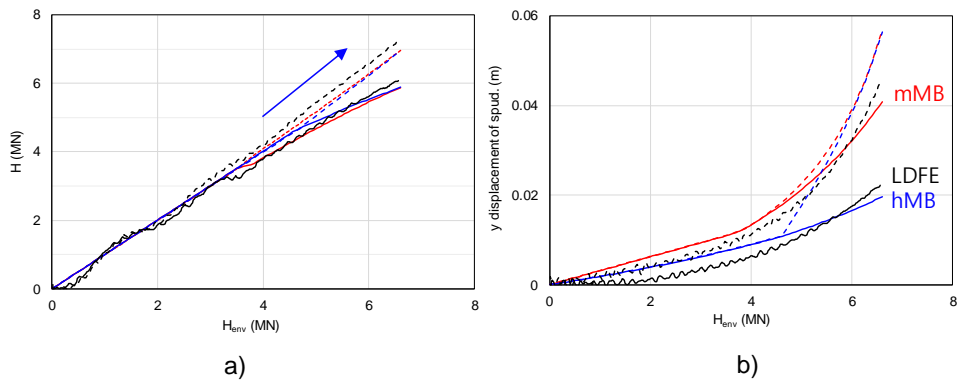 8
6
4
2
0
H (MN)
0
2
4
6
8
H_env (MN)
a)
0.06
0.04
0.02
0
y displacement of spud. (m)
mMB
LDFE
hMB
0
2
4
6
8
H_env (MN)
b)